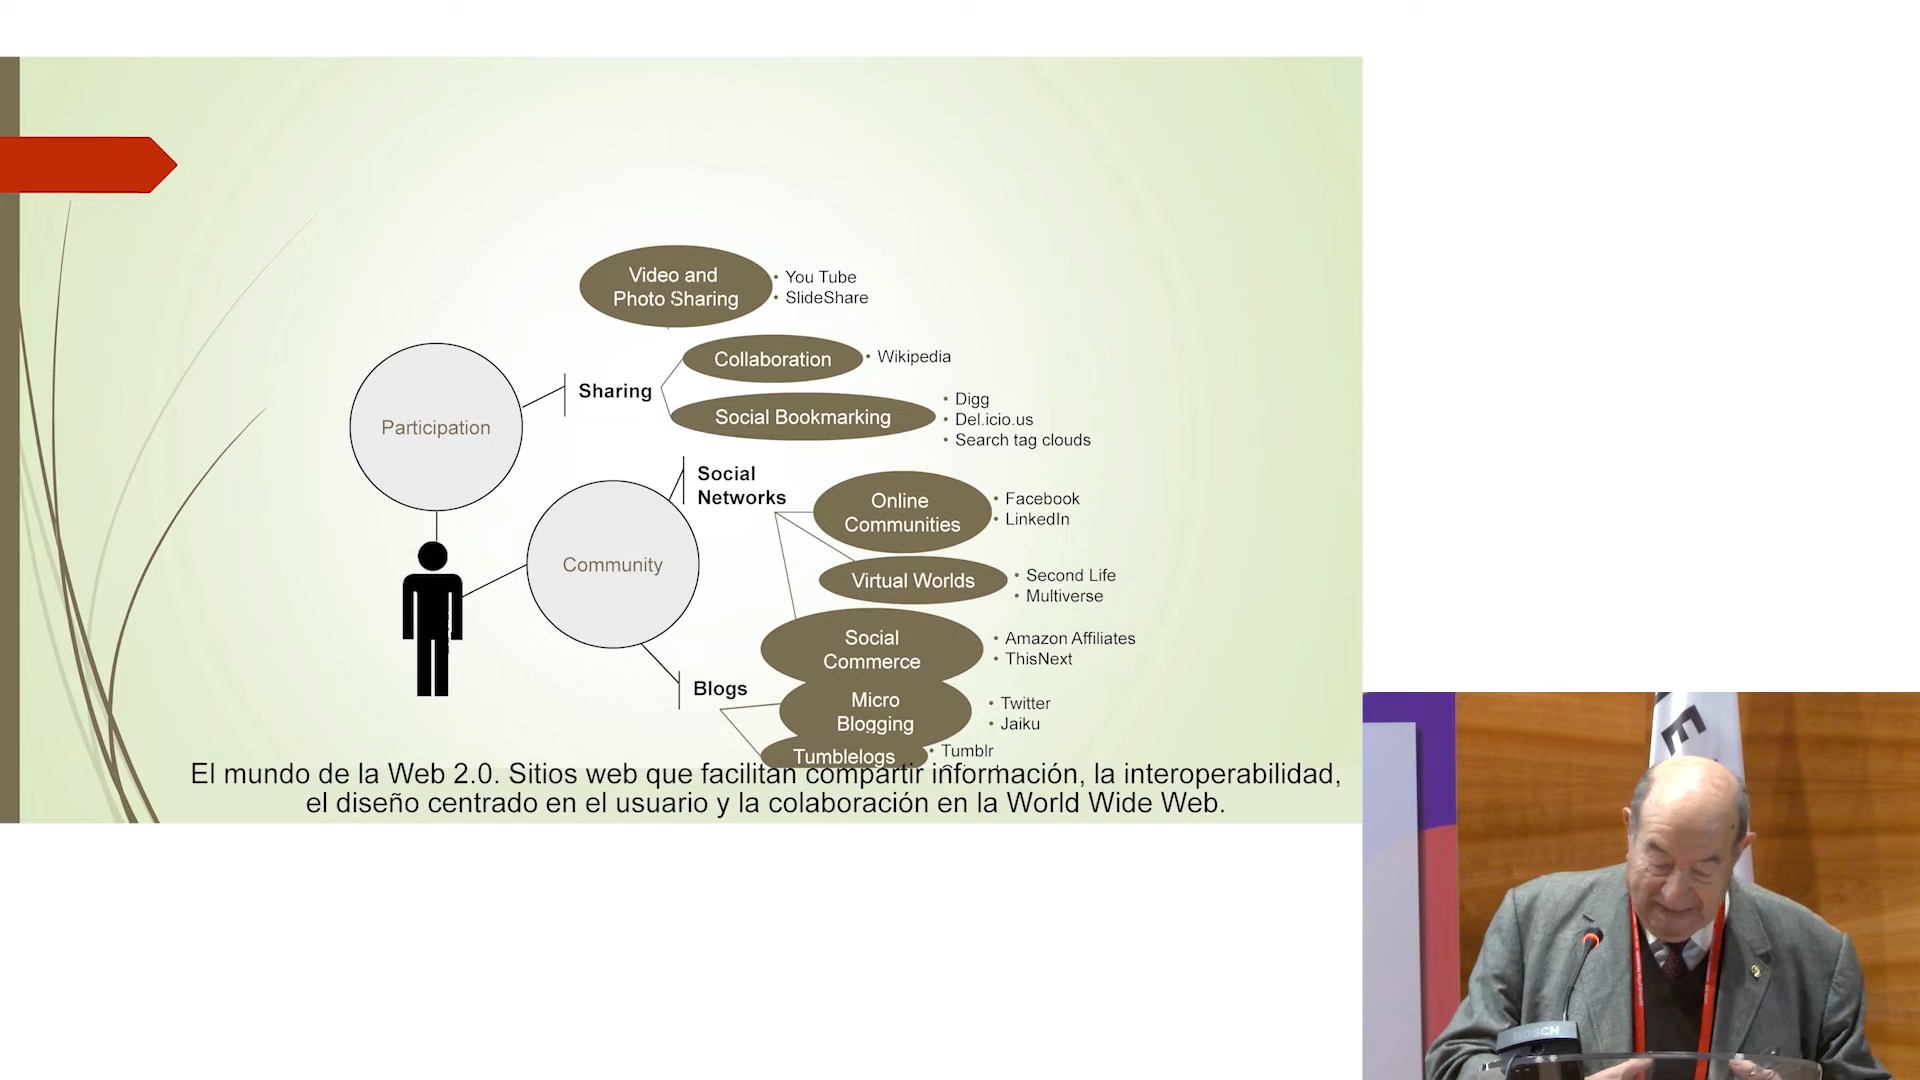 Video and
Photo Sharing
• You Tube
• SlideShare
Collaboration
• Wikipedia
Sharing
Participation
Social Bookmarking
• Digg
• Del.icio.us
• Search tag clouds
Social
Networks
Online
Communities
• Facebook
• LinkedIn
Community
Virtual Worlds
• Second Life
• Multiverse
Social
Commerce
• Amazon Affiliates
• ThisNext
Blogs
Micro
Blogging
• Twitter
• Jaiku
Tumblelogs
• Tumblr
El mundo de la Web 2.0. Sitios web que facilitan compartir información, la interoperabilidad,
el diseño centrado en el usuario y la colaboración en la World Wide Web.
E
BOSCH